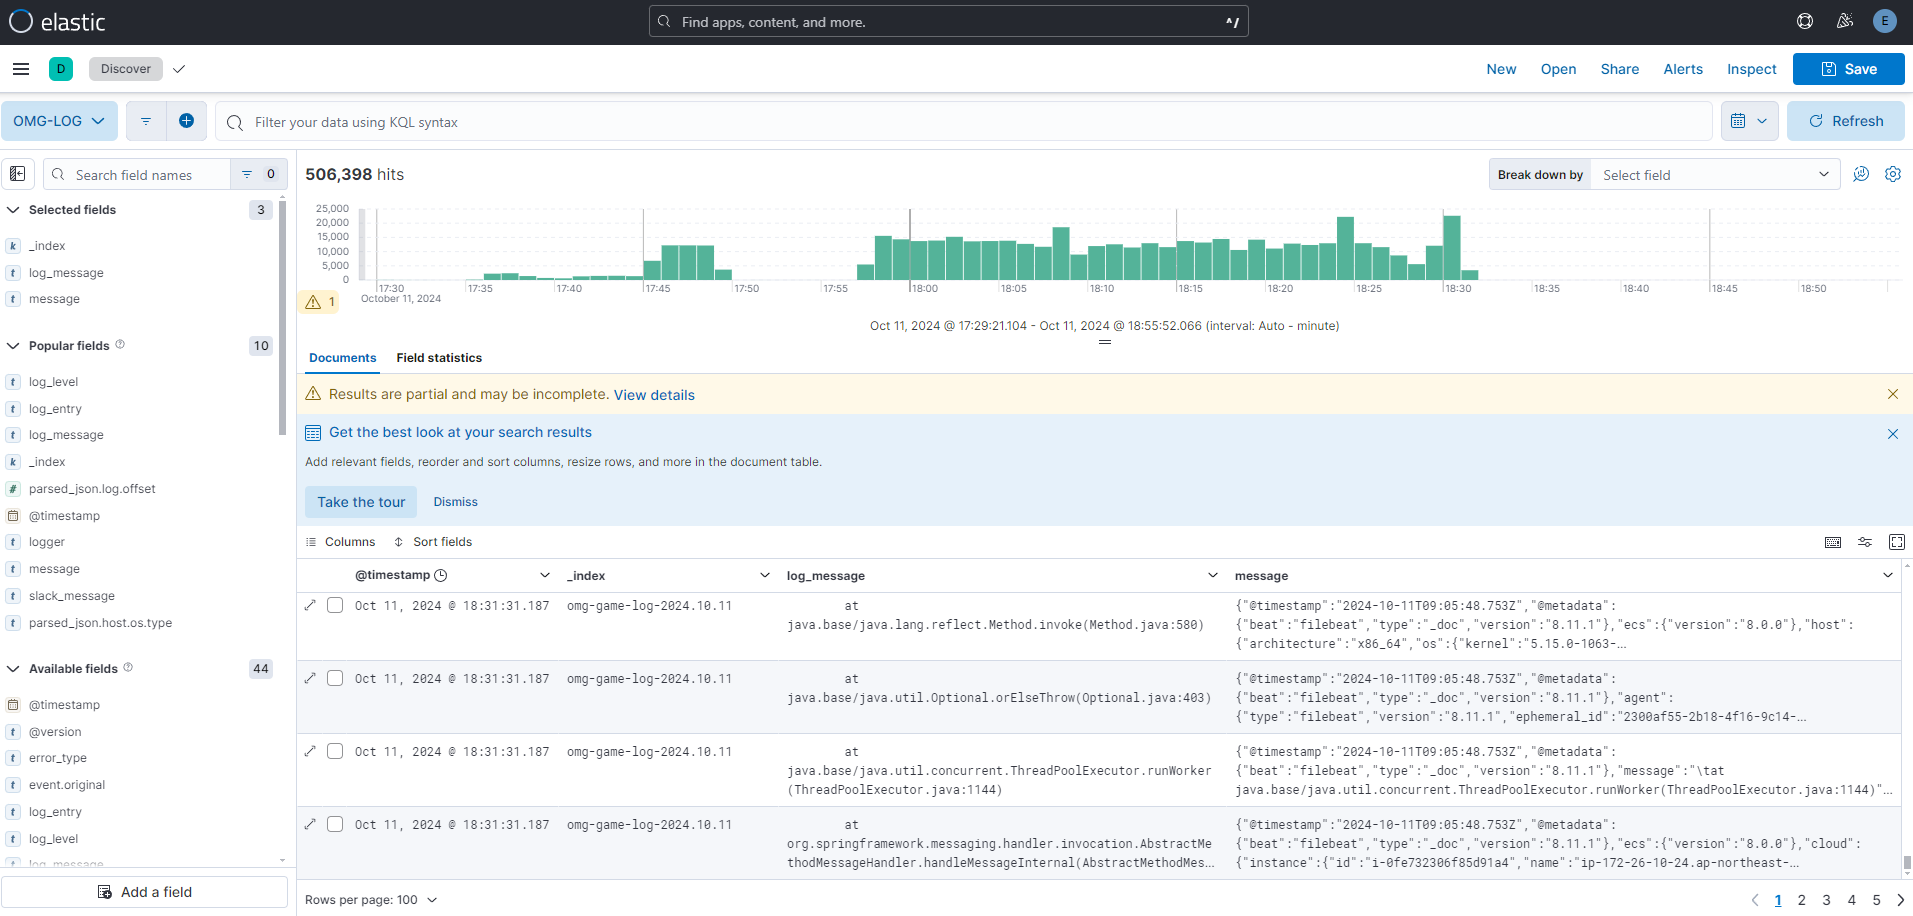 elastic
Find apps, content, and more.
^/
E
D
Discover
New
Open
Share
Alerts
Inspect
Save
OMG-LOG
Filter your data using KQL syntax
Refresh
Search field names
0
506,398 hits
Break down by
Select field
Selected fields
3
k _index
t log_message
t message
Popular fields
10
t log_level
t log_entry
t log_message
k _index
# parsed_json.log.offset
@timestamp
t logger
t message
t slack_message
t parsed_json.host.os.type
Available fields
44
@timestamp
t @version
t error_type
t event.original
t log_entry
t log_level
t log_message
Add a field
25,000
20,000
15,000
10,000
5,000
0
17:30
17:35
17:40
17:45
17:50
17:55
18:00
18:05
18:10
18:15
18:20
18:25
18:30
18:35
18:40
18:45
18:50
October 11, 2024
1
Oct 11, 2024 @ 17:29:21.104 - Oct 11, 2024 @ 18:55:52.066 (interval: Auto - minute)
Documents
Field statistics
Results are partial and may be incomplete. View details
Get the best look at your search results
Add relevant fields, reorder and sort columns, resize rows, and more in the document table.
Take the tour
Dismiss
Columns
Sort fields
@timestamp
_index
log_message
message
Oct 11, 2024 @ 18:31:31.187
omg-game-log-2024.10.11
at
java.base/java.lang.reflect.Method.invoke(Method.java:580)
{"@timestamp":"2024-10-11T09:05:48.753Z","@metadata":
{"beat":"filebeat","type":"_doc","version":"8.11.1"},"ecs":{"version":"8.0.0"},"host":
{"architecture":"x86_64","os":{"kernel":"5.15.0-1063-...
Oct 11, 2024 @ 18:31:31.187
omg-game-log-2024.10.11
at
java.base/java.util.Optional.orElseThrow(Optional.java:403)
{"@timestamp":"2024-10-11T09:05:48.753Z","@metadata":
{"beat":"filebeat","type":"_doc","version":"8.11.1"},"agent":
{"type":"filebeat","version":"8.11.1","ephemeral_id":"2300af55-2b18-4f16-9c14-...
Oct 11, 2024 @ 18:31:31.187
omg-game-log-2024.10.11
at
java.base/java.util.concurrent.ThreadPoolExecutor.runWorker
(ThreadPoolExecutor.java:1144)
{"@timestamp":"2024-10-11T09:05:48.753Z","@metadata":
{"beat":"filebeat","type":"_doc","version":"8.11.1"},"message":"\tat
java.base/java.util.concurrent.ThreadPoolExecutor.runWorker(ThreadPoolExecutor.java:1144)"...
Oct 11, 2024 @ 18:31:31.187
omg-game-log-2024.10.11
at
org.springframework.messaging.handler.invocation.AbstractMe
thodMessageHandler.handleMessageInternal(AbstractMethodMes...
{"@timestamp":"2024-10-11T09:05:48.753Z","@metadata":
{"beat":"filebeat","type":"_doc","version":"8.11.1"},"ecs":{"version":"8.0.0"},"cloud":
{"instance":{"id":"i-0fe732306f85d91a4","name":"ip-172-26-10-24.ap-northeast-...
Rows per page: 100
1 2 3 4 5